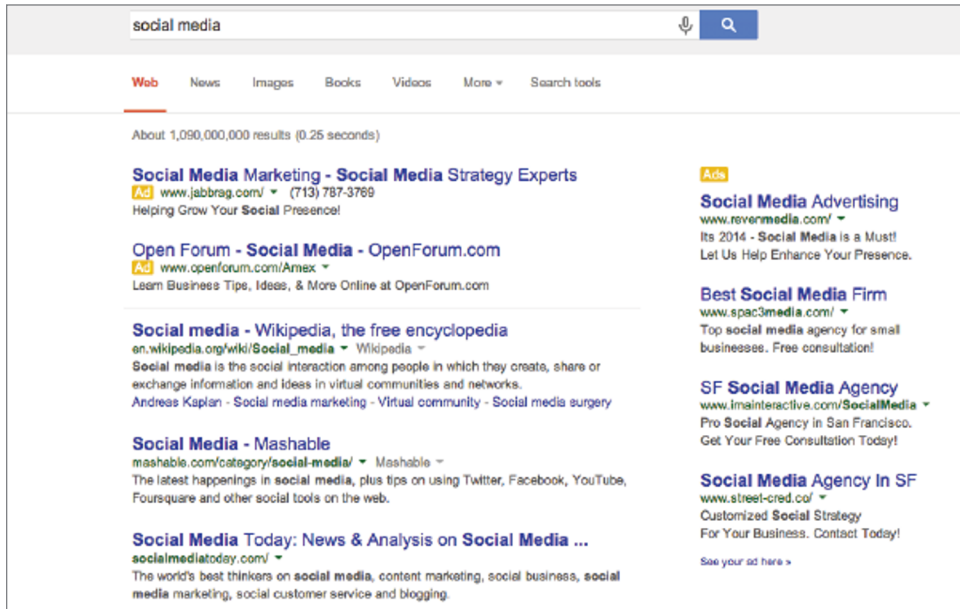 social media
Web News Images Books Videos More Search tools
About 1,090,000,000 results (0.25 seconds)
Social Media Marketing - Social Media Strategy Experts
Ad www.jabbrag.com/ (713) 787-3769
Helping Grow Your Social Presence!
Open Forum - Social Media - OpenForum.com
Ad www.openforum.com/Amex
Learn Business Tips, Ideas, & More Online at OpenForum.com
Social media - Wikipedia, the free encyclopedia
en.wikipedia.org/wiki/Social_media Wikipedia
Social media is the social interaction among people in which they create, share or
exchange information and ideas in virtual communities and networks.
Andreas Kaplan - Social media marketing - Virtual community - Social media surgery
Social Media - Mashable
mashable.com/category/social-media/ Mashable
The latest happenings in social media, plus tips on using Twitter, Facebook, YouTube,
Foursquare and other social tools on the web.
Social Media Today: News & Analysis on Social Media ...
socialmediatoday.com/
The world's best thinkers on social media, content marketing, social business, social
media marketing, social customer service and blogging.
Ads
Social Media Advertising
www.revenmedia.com/
Its 2014 - Social Media is a Must!
Let Us Help Enhance Your Presence.
Best Social Media Firm
www.spac3media.com/
Top social media agency for small
businesses. Free consultation!
SF Social Media Agency
www.imainteractive.com/SocialMedia
Pro Social Agency in San Francisco.
Get Your Free Consultation Today!
Social Media Agency In SF
www.street-cred.co/
Customized Social Strategy
For Your Business. Contact Today!
See your ad here »